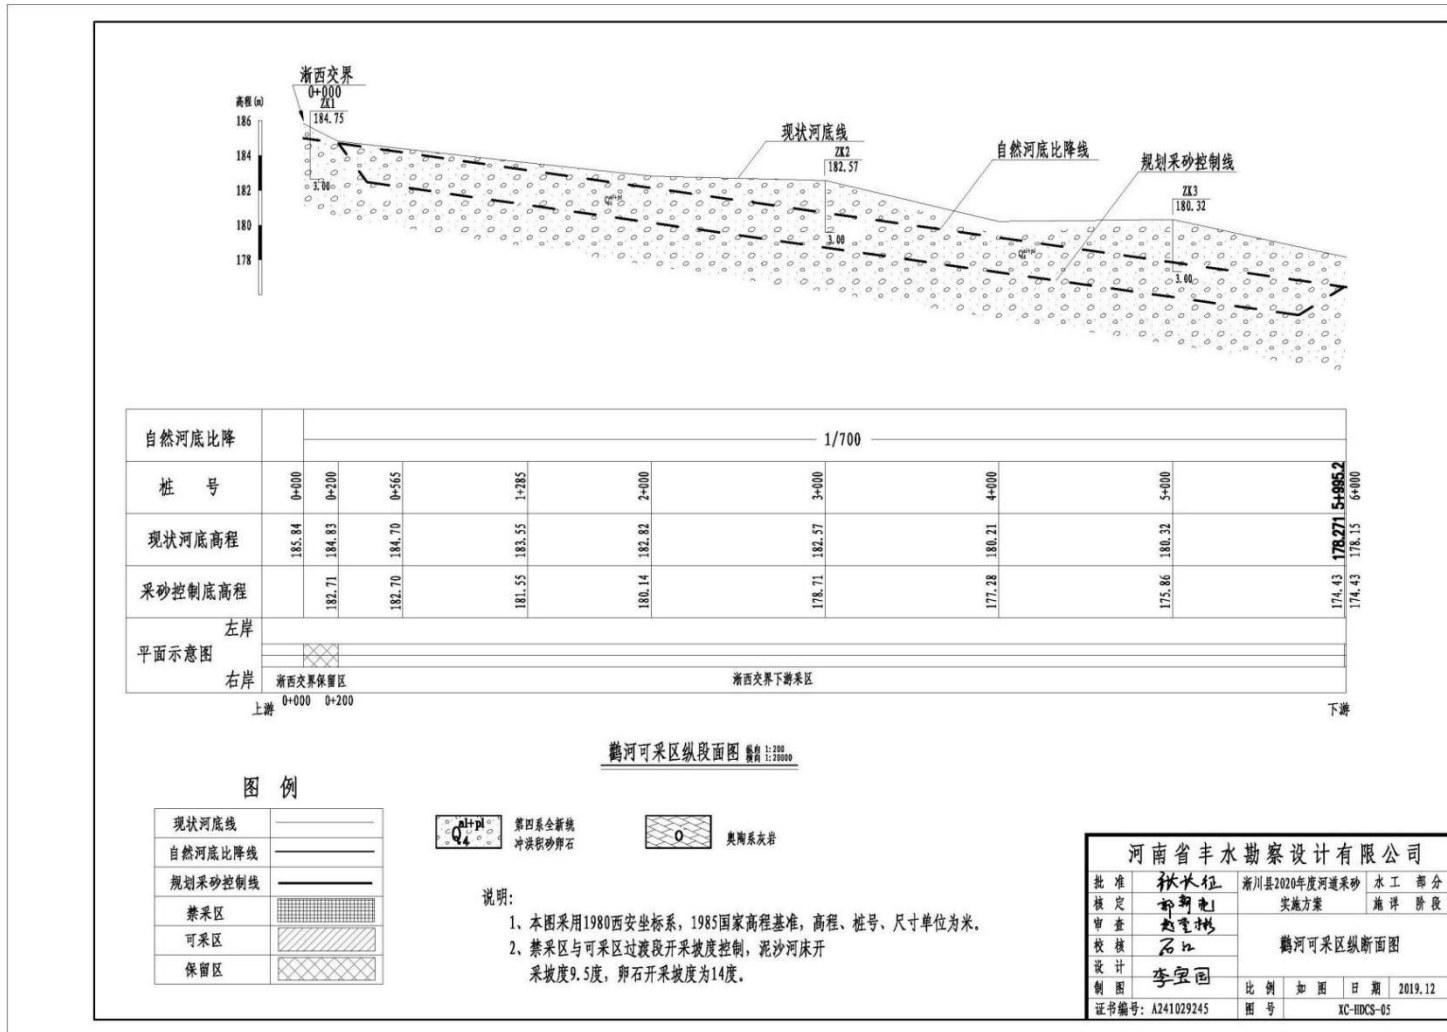 淅西交界
0+000
ZK1
184.75
3.00
高程(m)
186
184
182
180
178
现状河底线
ZK2
182.57
3.00
自然河底比降线
规划采砂控制线
ZK3
180.32
3.00
自然河底比降 1/700
桩 号 0+000 0+200 0+565 1+285 2+000 3+000 4+000 5+000 5+995.2 6+000
现状河底高程 185.84 184.83 184.70 183.55 182.82 182.57 180.21 180.32 178.271 178.15
采砂控制底高程 182.71 182.70 181.55 180.14 178.71 177.28 175.86 174.43 174.43
左岸
平面示意图
右岸 淅西交界保留区 淅西交界下游采区
上游 0+000 0+200 下游
鹳河可采区纵段面图 纵向 1:200
横向 1:20000
图 例
现状河底线
自然河底比降线
规划采砂控制线
禁采区
可采区
保留区
Q4 al+pl
第四系全新统
冲洪积砂卵石
O
奥陶系灰岩
说明:
1、本图采用1980西安坐标系,1985国家高程基准,高程、桩号、尺寸单位为米。
2、禁采区与可采区过渡段开采坡度控制,泥沙河床开
采坡度9.5度,卵石开采坡度为14度。
河南省丰水勘察设计有限公司
批 准 淅川县2020年度河道采砂 水工 部分
核 定 实施方案 施详 阶段
审 查
校 核 石江 鹳河可采区纵断面图
设 计 李宝国
制 图 比例 如图 日期 2019.12
证书编号: A241029245 图号 XC-HDCS-05